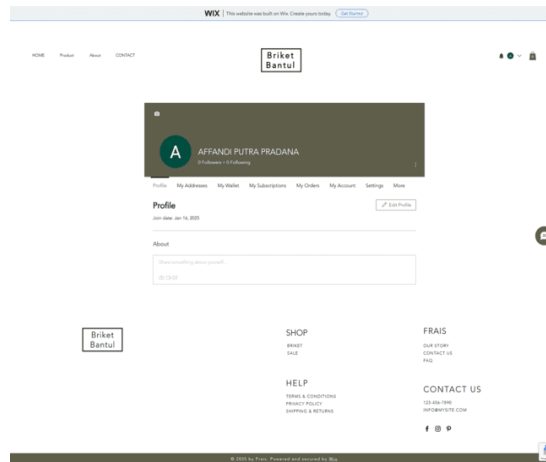 WIX | This website was built on Wix. Create yours today. Get Started
HOME Product About CONTACT
Briket
Bantul
A
A
AFFANDI PUTRA PRADANA
0 Followers • 0 Following
Profile My Addresses My Wallet My Subscriptions My Orders My Account Settings More
Profile
Edit Profile
Join date: Jan 16, 2025
About
Share something about yourself...
Briket
Bantul
SHOP
BRIKET
SALE
HELP
TERMS & CONDITIONS
PRIVACY POLICY
SHIPPING & RETURNS
FRAIS
OUR STORY
CONTACT US
FAQ
CONTACT US
123-456-7890
INFO@MYSITE.COM
© 2035 by Frais. Powered and secured by Wix